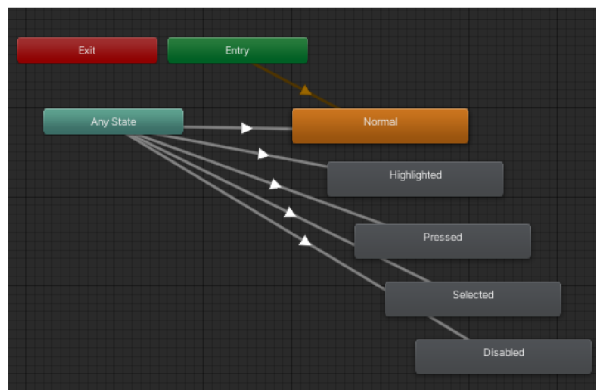 Exit
Entry
Any State
Normal
Highlighted
Pressed
Selected
Disabled